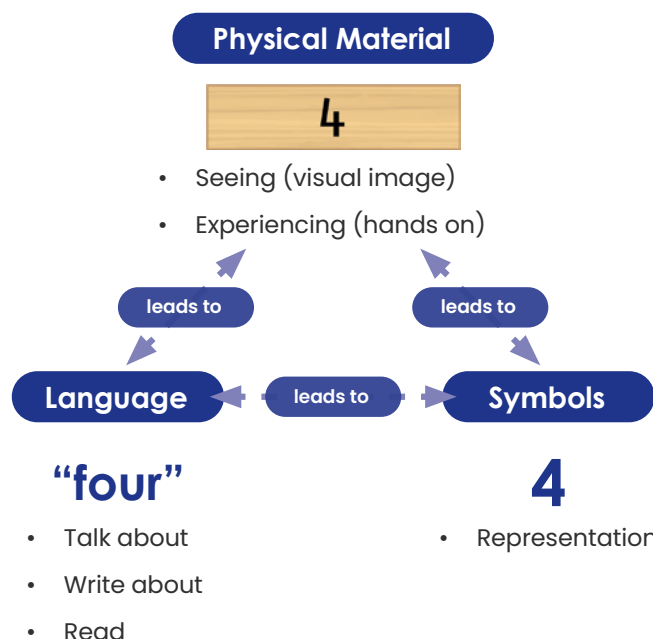 Physical Material
4
• Seeing (visual image)
• Experiencing (hands on)
leads to
leads to
Language
leads to
Symbols
“four”
4
• Talk about
• Representation
• Write about
• Read